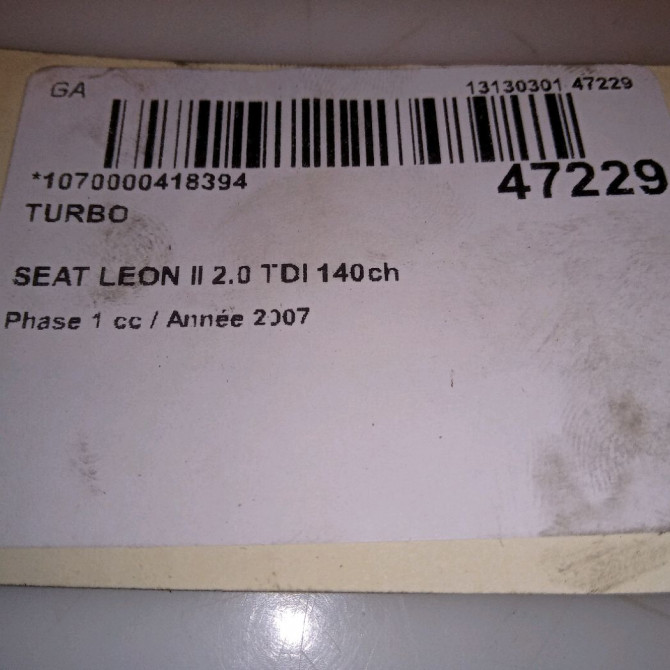 GA 13130301 47229
*1070000418394 47229
TURBO
SEAT LEON II 2.0 TDI 140ch
Phase 1 cc / Année 2007